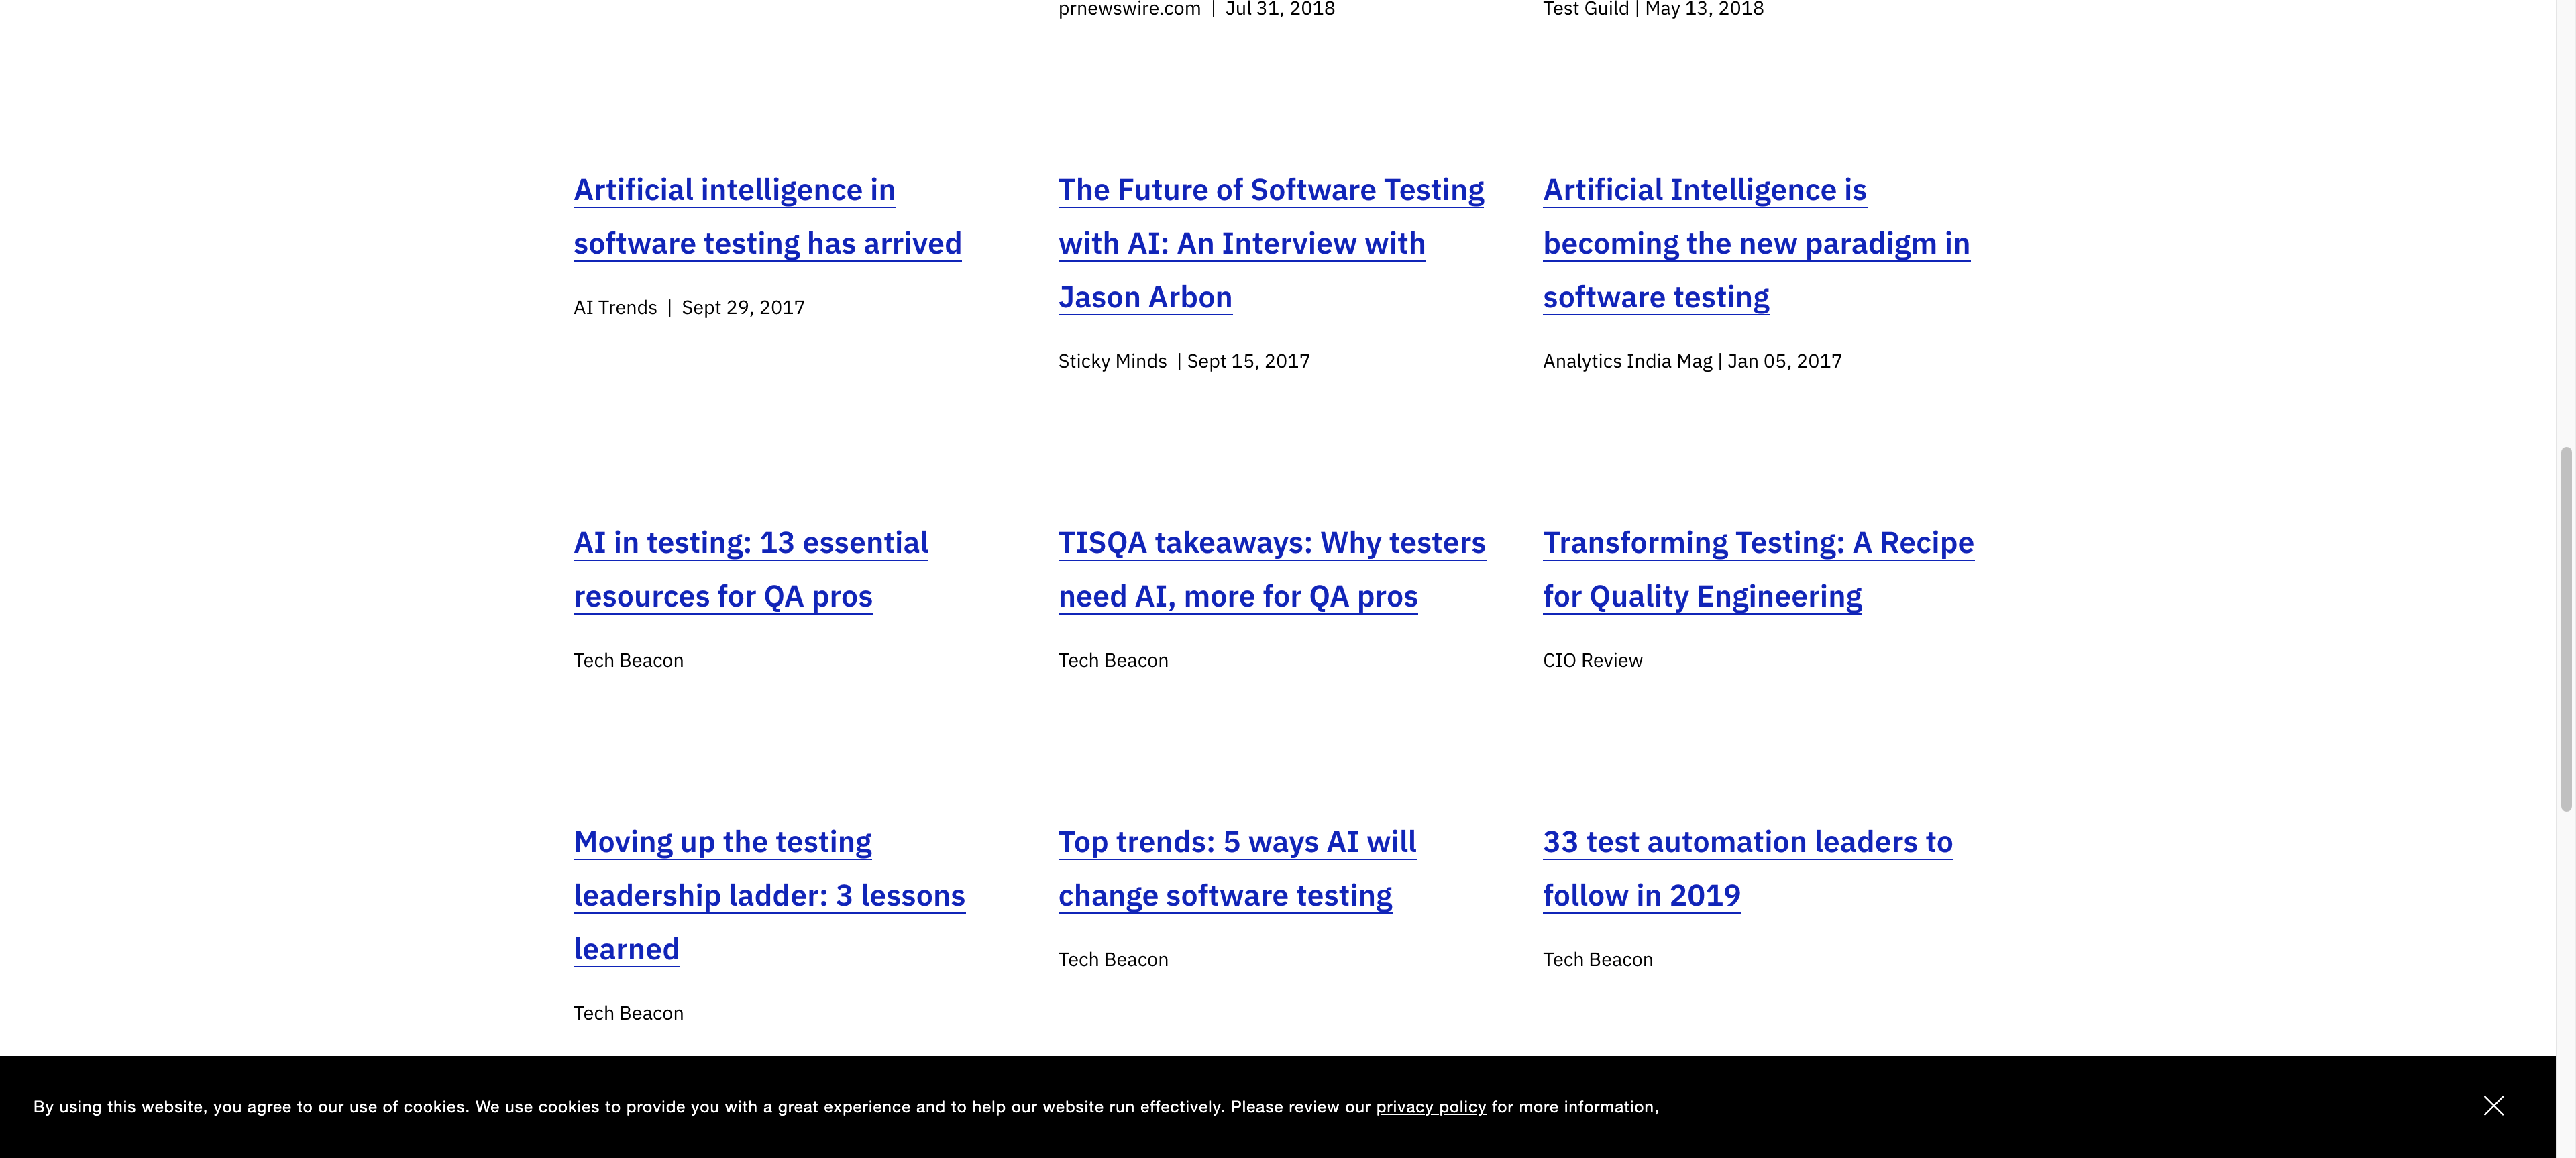 prnewswire.com | Jul 31, 2018
Test Guild | May 13, 2018
Artificial intelligence in
software testing has arrived
AI Trends | Sept 29, 2017
The Future of Software Testing
with AI: An Interview with
Jason Arbon
Sticky Minds | Sept 15, 2017
Artificial Intelligence is
becoming the new paradigm in
software testing
Analytics India Mag | Jan 05, 2017
AI in testing: 13 essential
resources for QA pros
Tech Beacon
TISQA takeaways: Why testers
need AI, more for QA pros
Tech Beacon
Transforming Testing: A Recipe
for Quality Engineering
CIO Review
Moving up the testing
leadership ladder: 3 lessons
learned
Tech Beacon
Top trends: 5 ways AI will
change software testing
Tech Beacon
33 test automation leaders to
follow in 2019
Tech Beacon
By using this website, you agree to our use of cookies. We use cookies to provide you with a great experience and to help our website run effectively. Please review our privacy policy for more information,